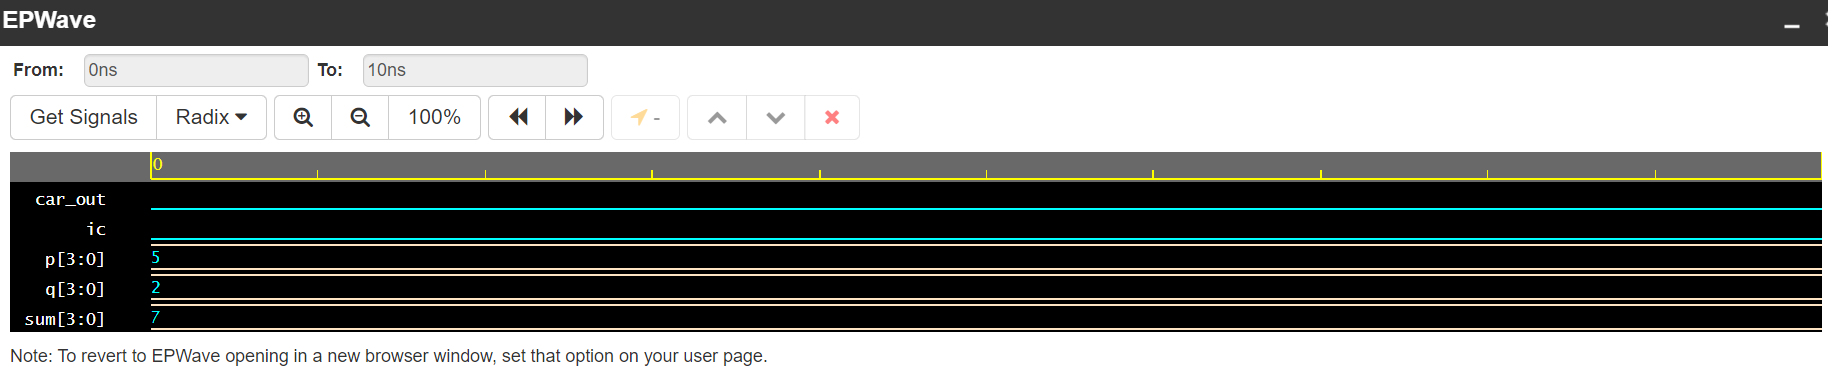 EPWave
From: 0ns To: 10ns
Get Signals Radix 100% -
0
car_out
ic
p[3:0] 5
q[3:0] 2
sum[3:0] 7
Note: To revert to EPWave opening in a new browser window, set that option on your user page.